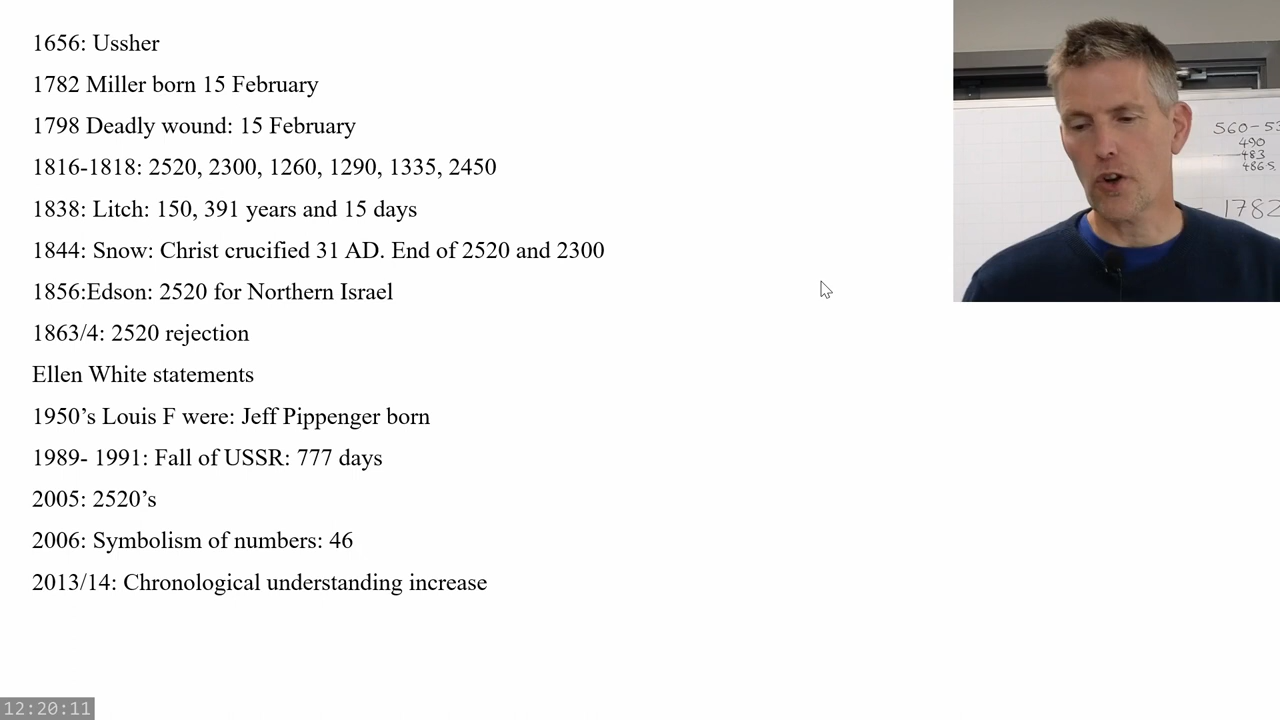 1656: Ussher
1782 Miller born 15 February
1798 Deadly wound: 15 February
1816-1818: 2520, 2300, 1260, 1290, 1335, 2450
1838: Litch: 150, 391 years and 15 days
1844: Snow: Christ crucified 31 AD. End of 2520 and 2300
1856:Edson: 2520 for Northern Israel
1863/4: 2520 rejection
Ellen White statements
1950’s Louis F were: Jeff Pippenger born
1989- 1991: Fall of USSR: 777 days
2005: 2520’s
2006: Symbolism of numbers: 46
2013/14: Chronological understanding increase
560-53
490
483
1782
12:20:11